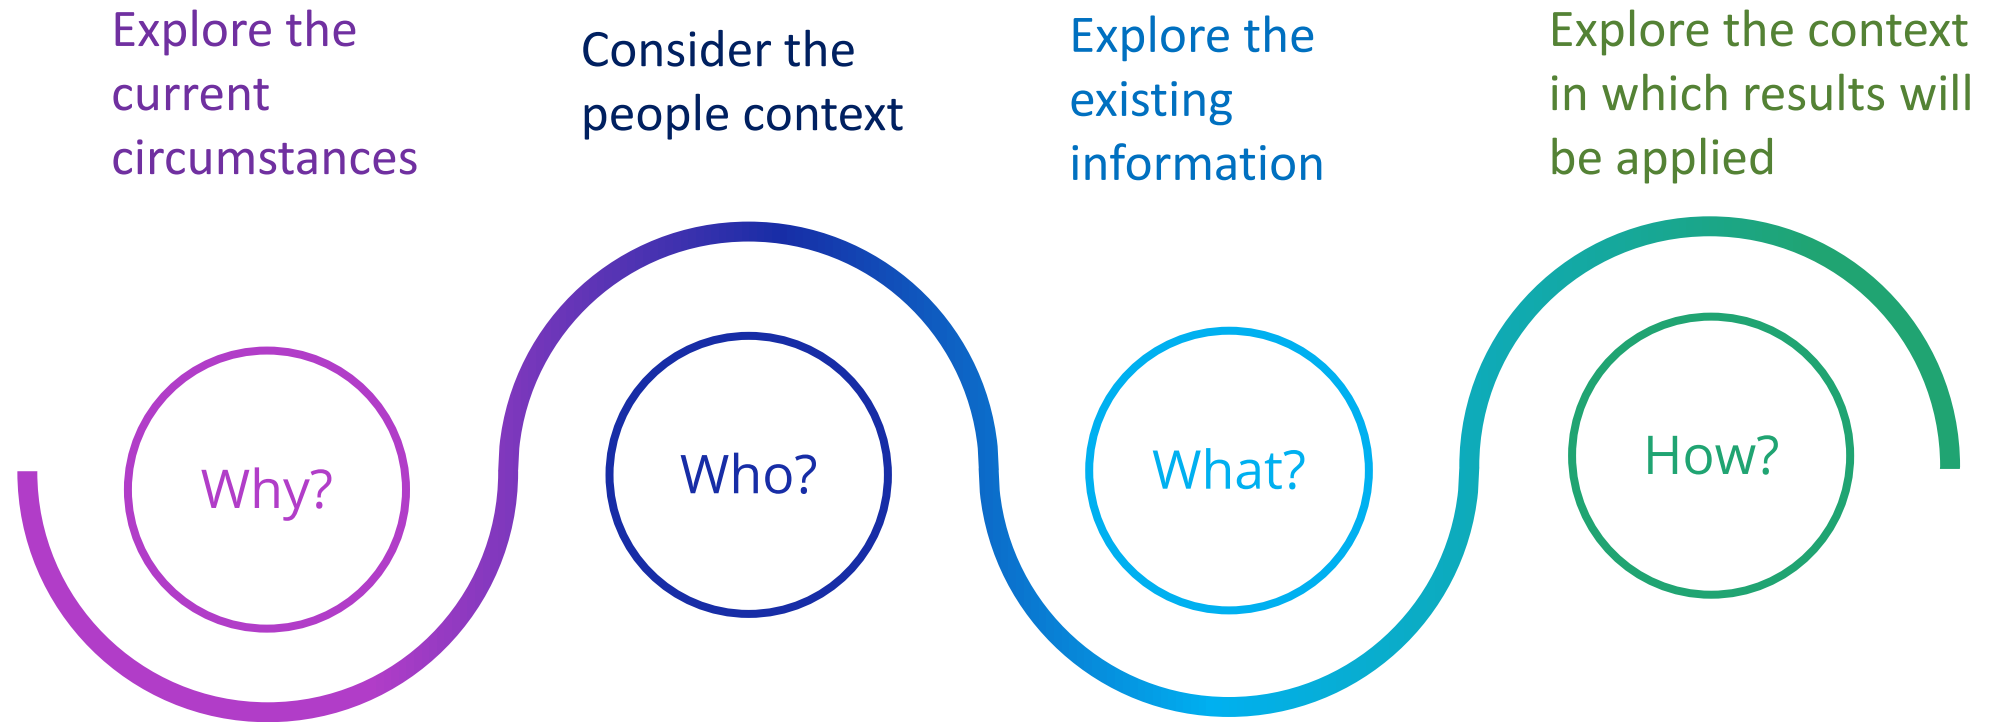 Explore the
current
circumstances
Consider the
people context
Explore the
existing
information
Explore the context
in which results will
be applied
Why?
Who?
What?
How?